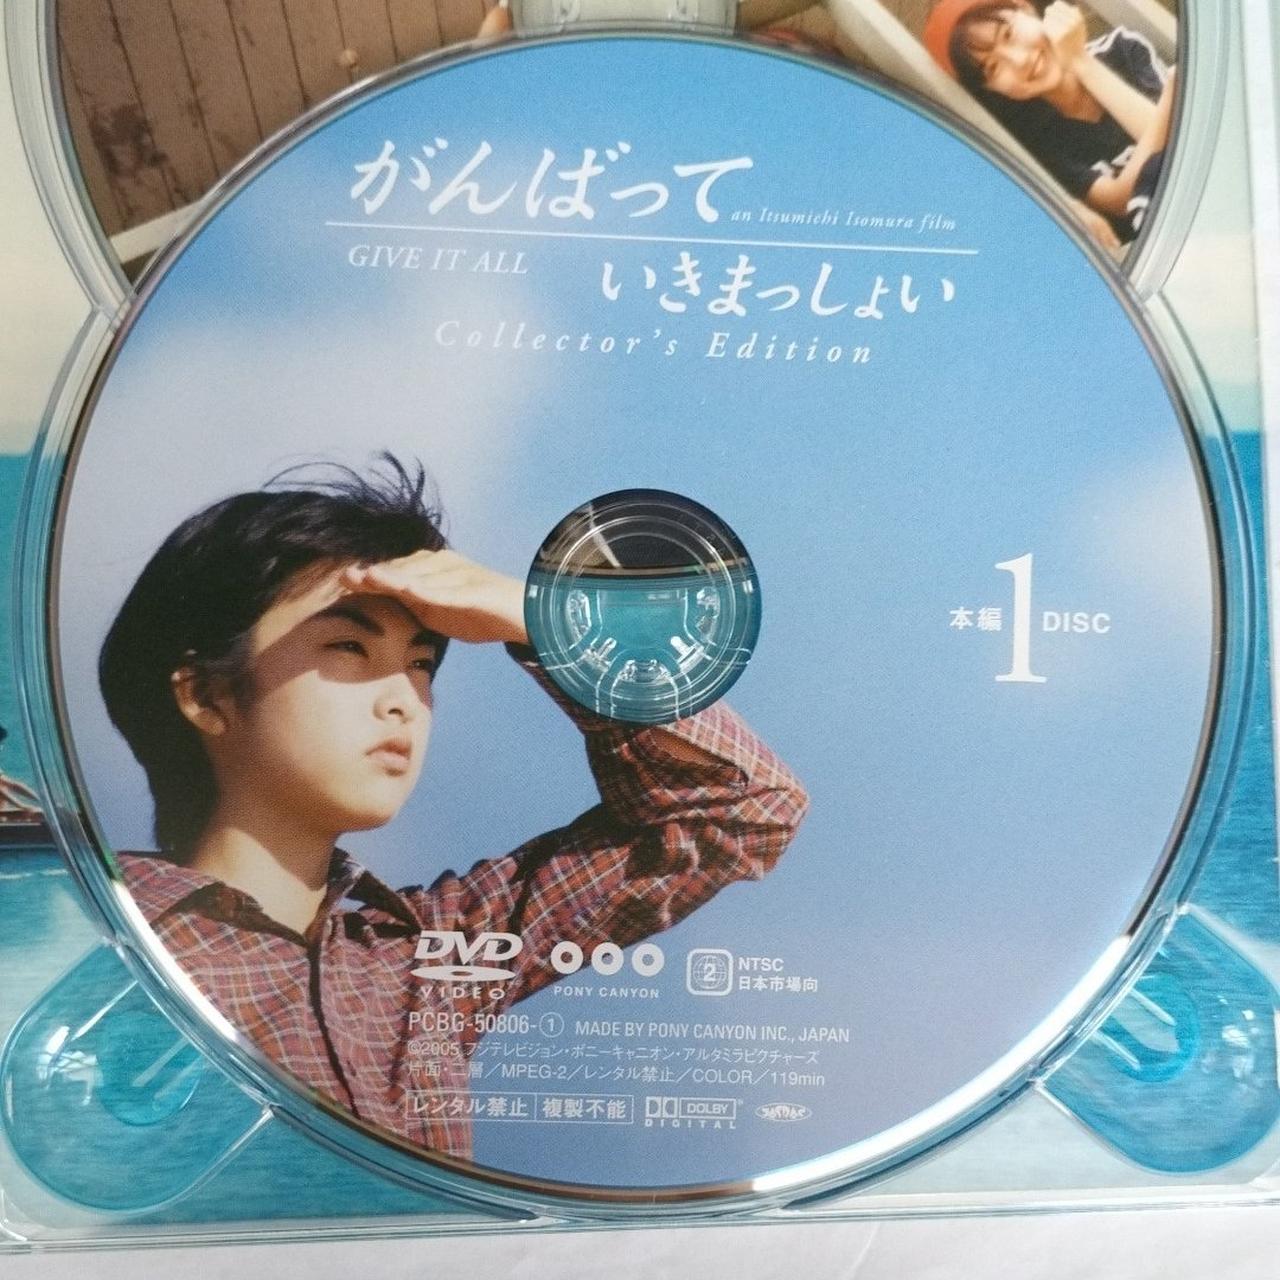 がんばって
an Itsumichi Isomura film
GIVE IT ALL
いきまっしょい
Collector's Edition
本編 1 DISC
DVD VIDEO
PONY CANYON
2
NTSC
日本市場向
PCBG-50806-① MADE BY PONY CANYON INC., JAPAN
©2005 フジテレビジョン・ポニーキャニオン・アルタミラピクチャーズ
片面・二層／MPEG-2／レンタル禁止／COLOR／119min
レンタル禁止 複製不能
DOLBY DIGITAL